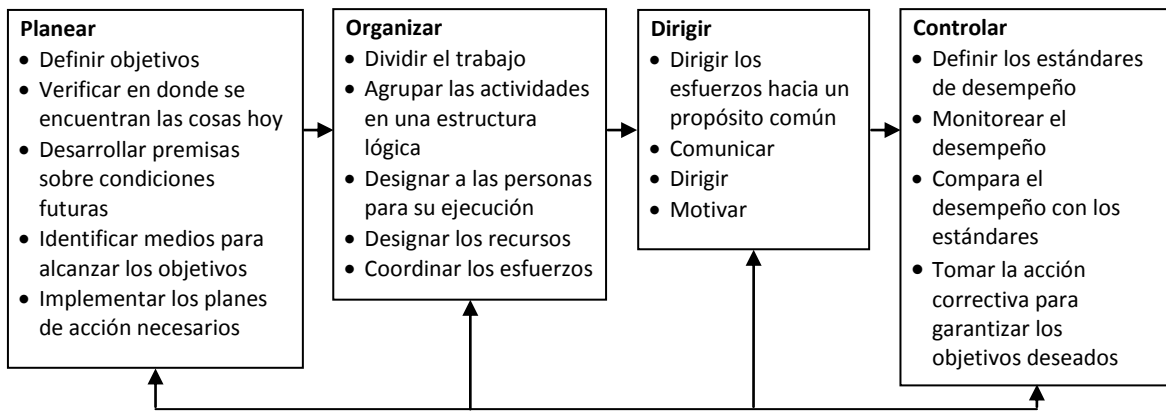 Planear
• Definir objetivos
• Verificar en donde se
encuentran las cosas hoy
• Desarrollar premisas
sobre condiciones
futuras
• Identificar medios para
alcanzar los objetivos
• Implementar los planes
de acción necesarios
Organizar
• Dividir el trabajo
• Agrupar las actividades
en una estructura
lógica
• Designar a las personas
para su ejecución
• Designar los recursos
• Coordinar los esfuerzos
Dirigir
• Dirigir los
esfuerzos hacia un
propósito común
• Comunicar
• Dirigir
• Motivar
Controlar
• Definir los estándares
de desempeño
• Monitorear el
desempeño
• Compara el
desempeño con los
estándares
• Tomar la acción
correctiva para
garantizar los
objetivos deseados